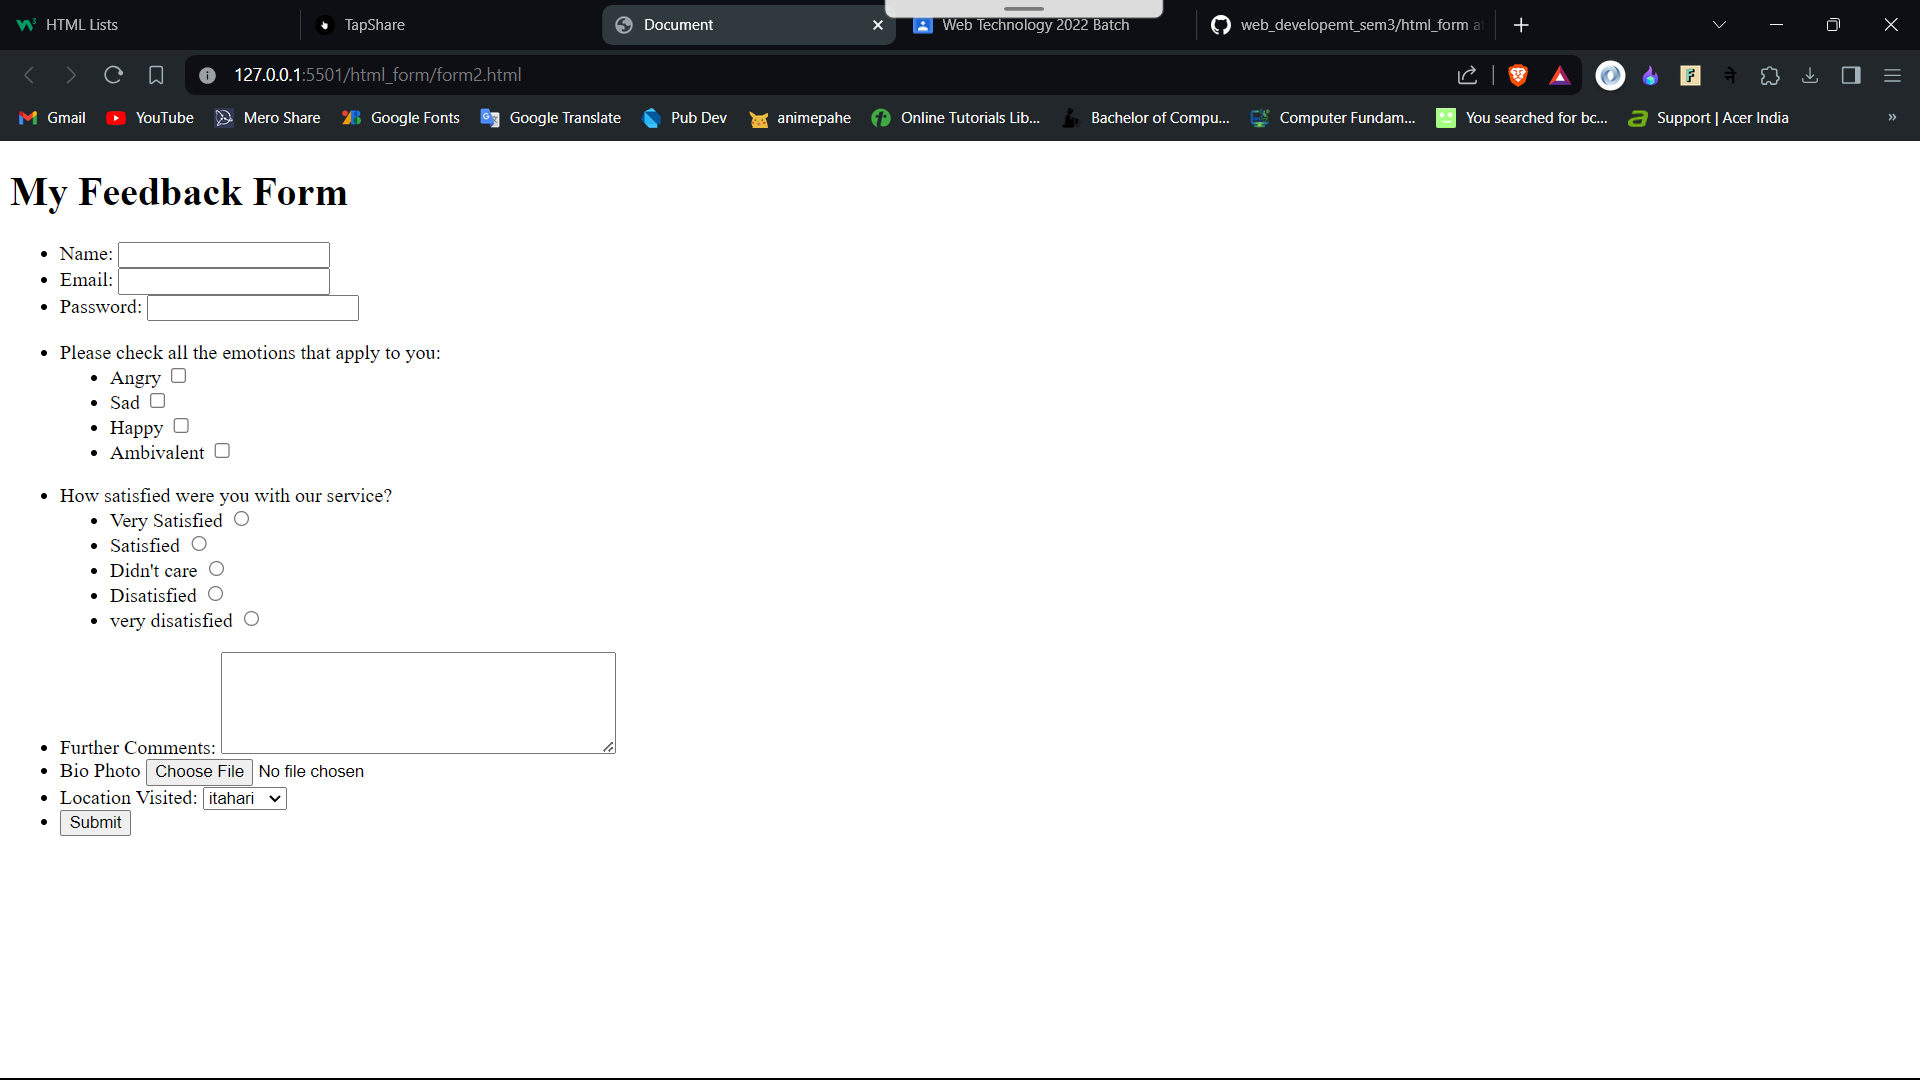 HTML Lists
TapShare
Document
Web Technology 2022 Batch
web_developemt_sem3/html_form a
127.0.0.1:5501/html_form/form2.html
Gmail
YouTube
Mero Share
Google Fonts
Google Translate
Pub Dev
animepahe
Online Tutorials Lib...
Bachelor of Compu...
Computer Fundam...
You searched for bc...
Support | Acer India
My Feedback Form
Name:
Email:
Password:
Please check all the emotions that apply to you:
Angry
Sad
Happy
Ambivalent
How satisfied were you with our service?
Very Satisfied
Satisfied
Didn't care
Disatisfied
very disatisfied
Further Comments:
Bio Photo Choose File No file chosen
Location Visited: itahari
Submit